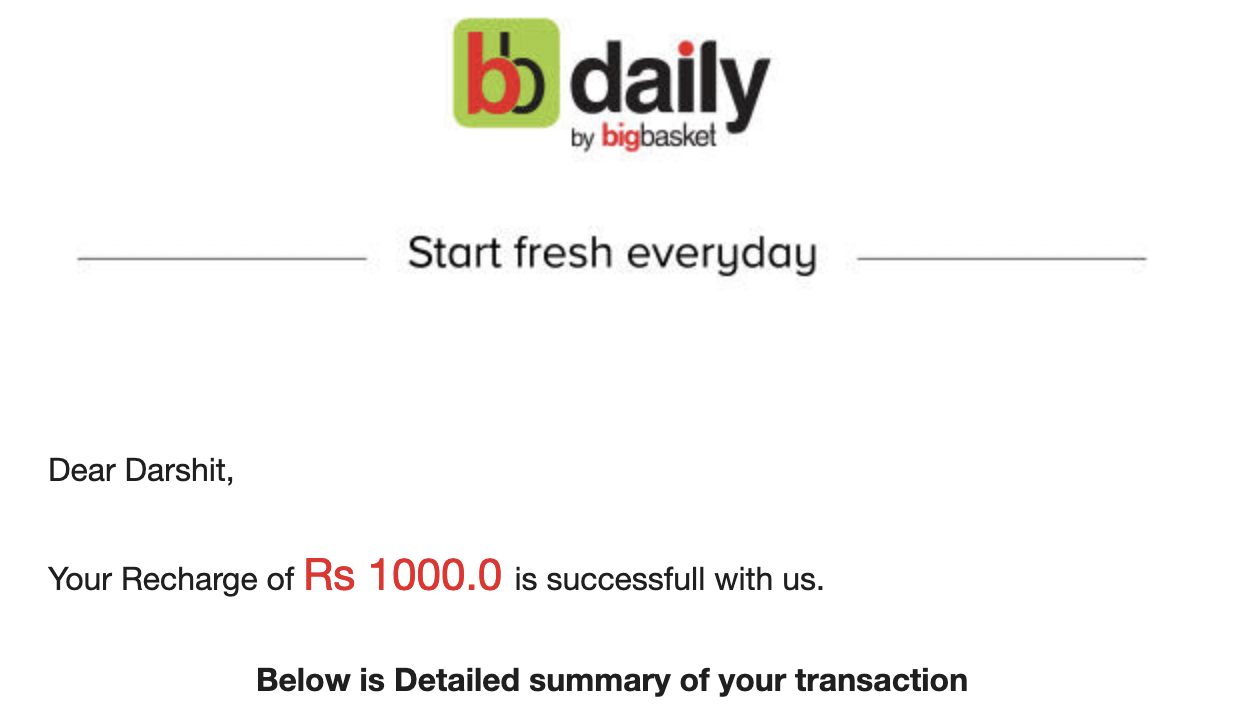 bb daily
by bigbasket
Start fresh everyday
Dear Darshit,
Your Recharge of Rs 1000.0 is successfull with us.
Below is Detailed summary of your transaction